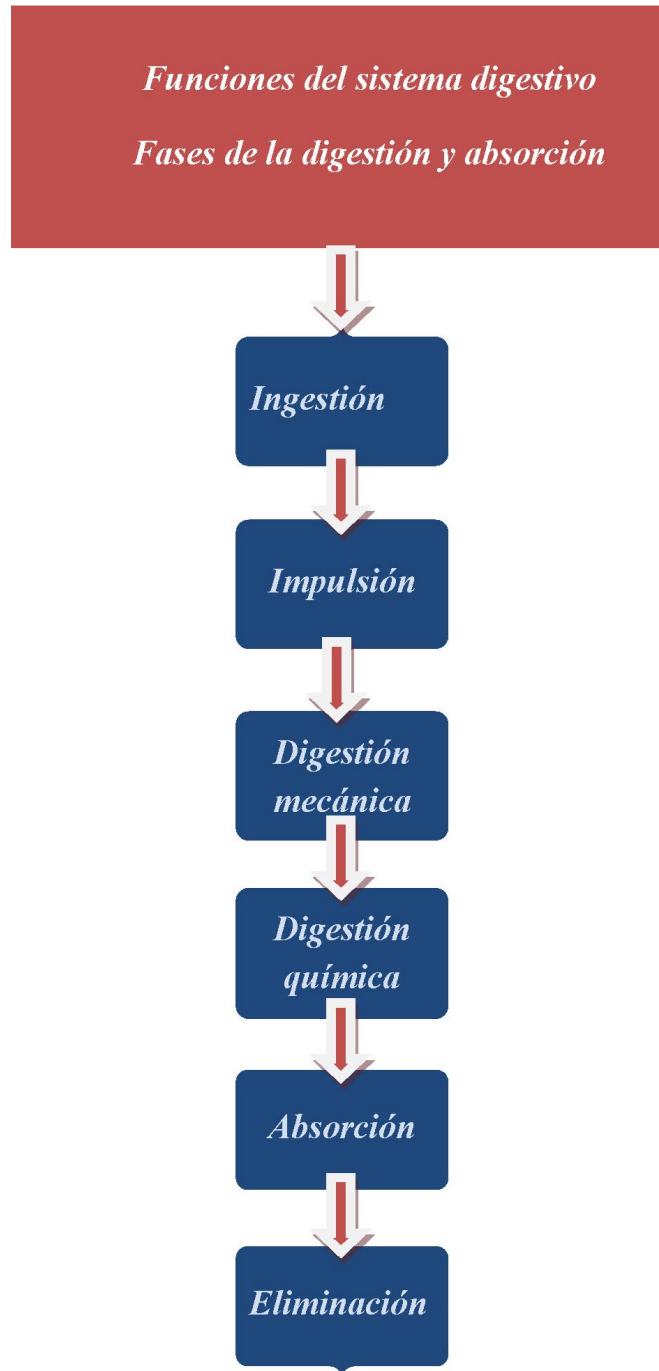 Funciones del sistema digestivo
Fases de la digestión y absorción
Ingestión
Impulsión
Digestión
mecánica
Digestión
química
Absorción
Eliminación